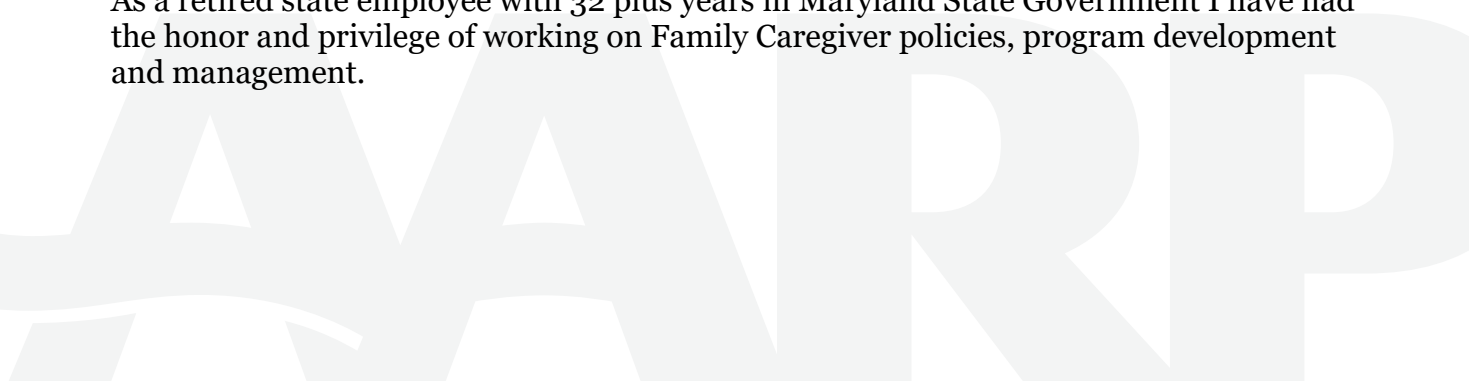 As a retired state employee with 32 plus years in Maryland State Government I have had
the honor and privilege of working on Family Caregiver policies, program development
and management.
AARP